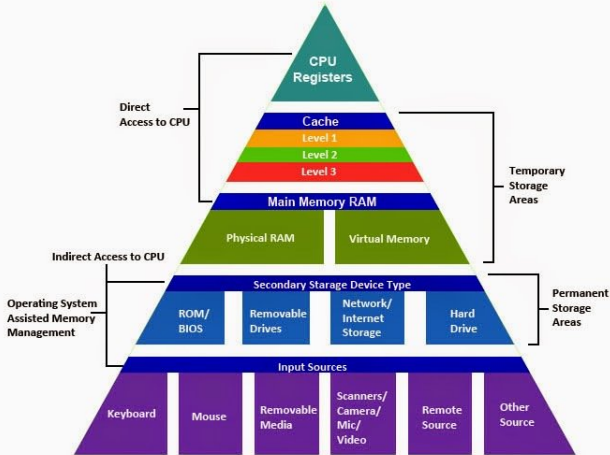 CPU
Registers
Direct
Access to CPU
Cache
Level 1
Level 2
Level 3
Temporary
Storage
Areas
Main Memory RAM
Physical RAM
Virtual Memory
Indirect Access to CPU
Operating System
Assisted Memory
Management
Secondary Storage Device Type
ROM/
BIOS
Removable
Drives
Network/
Internet
Storage
Hard
Drive
Permanent
Storage
Areas
Input Sources
Keyboard
Mouse
Removable
Media
Scanners/
Camera/
Mic/
Video
Remote
Source
Other
Source